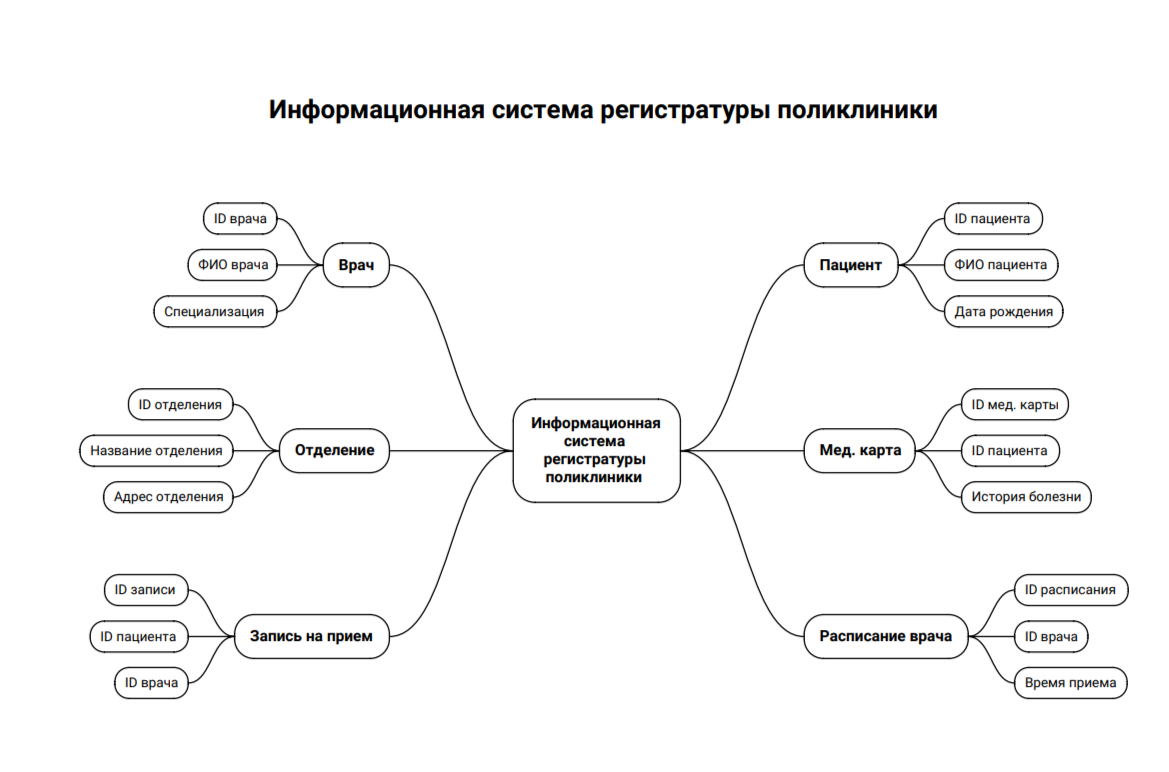 Информационная система регистратуры поликлиники
ID врача
ФИО врача
Специализация
Врач
ID отделения
Название отделения
Адрес отделения
Отделение
ID записи
ID пациента
ID врача
Запись на прием
Информационная
система
регистратуры
поликлиники
Пациент
ID пациента
ФИО пациента
Дата рождения
Мед. карта
ID мед. карты
ID пациента
История болезни
Расписание врача
ID расписания
ID врача
Время приема